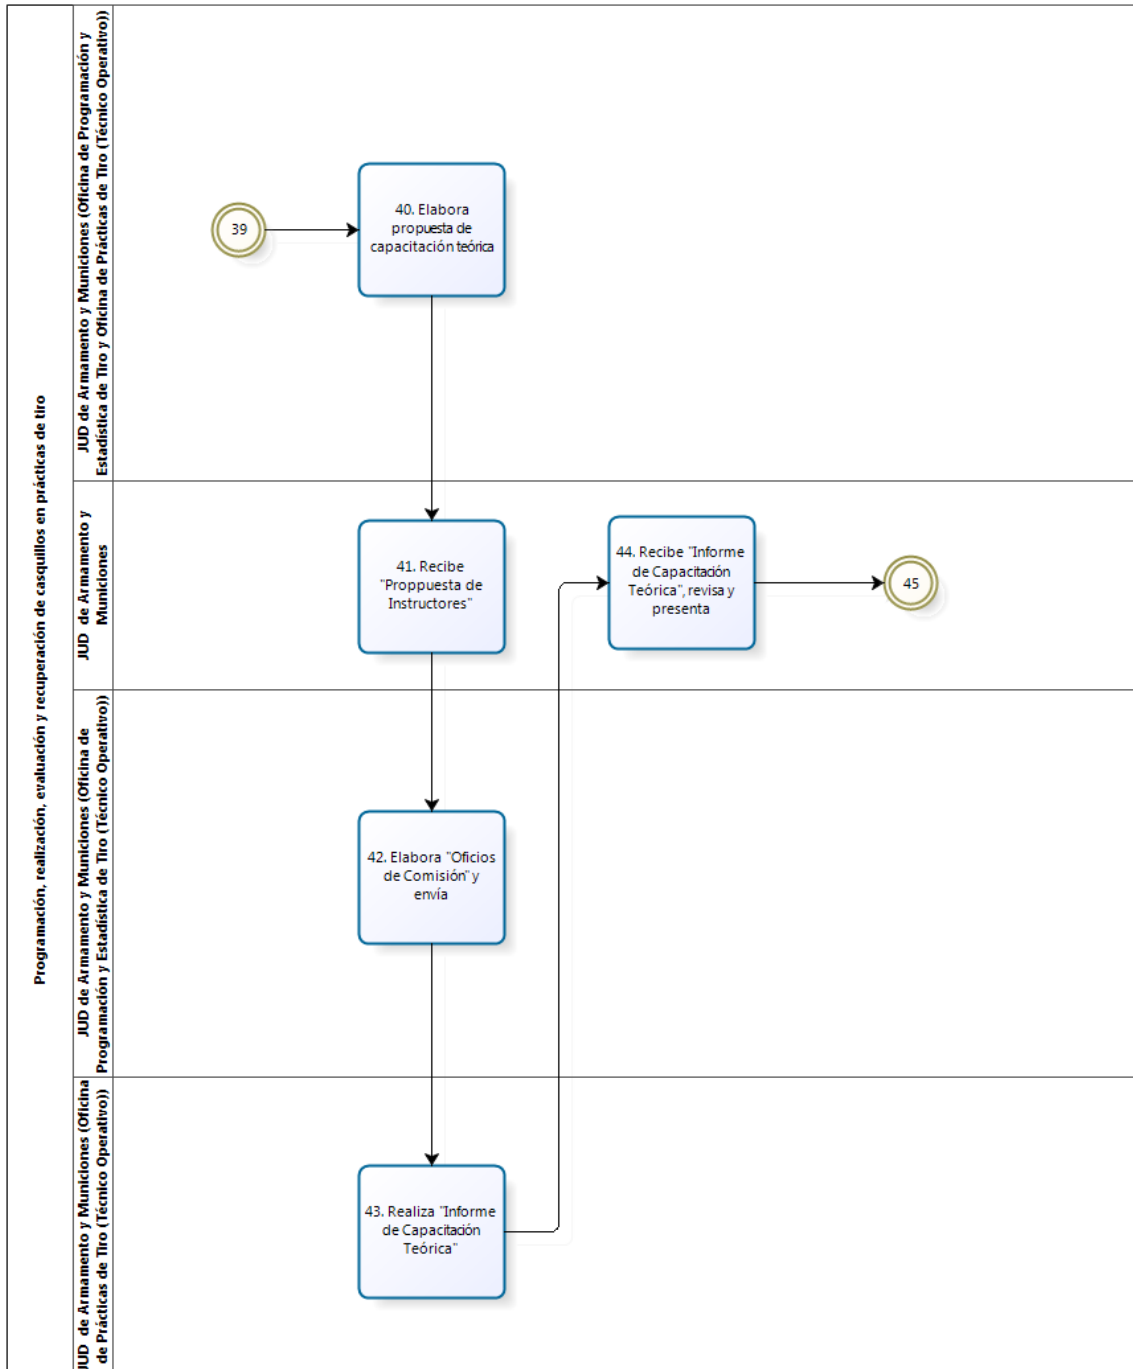 Programación, realización, evaluación y recuperación de casquillos en prácticas de tiro
JUD de Armamento y Municiones (Oficina de Programación y
Estadística de Tiro y Oficina de Prácticas de Tiro (Técnico Operativo))
39
40. Elabora
propuesta de
capacitación teórica
JUD de Armamento y
Municiones
41. Recibe
"Proppuesta de
Instructores"
44. Recibe "Informe
de Capacitación
Teórica", revisa y
presenta
45
JUD de Armamento y Municiones (Oficina de
Programación y Estadística de Tiro (Técnico Operativo))
42. Elabora "Oficios
de Comisión" y
envía
JUD de Armamento y Municiones (Oficina
de Prácticas de Tiro (Técnico Operativo))
43. Realiza "Informe
de Capacitación
Teórica"